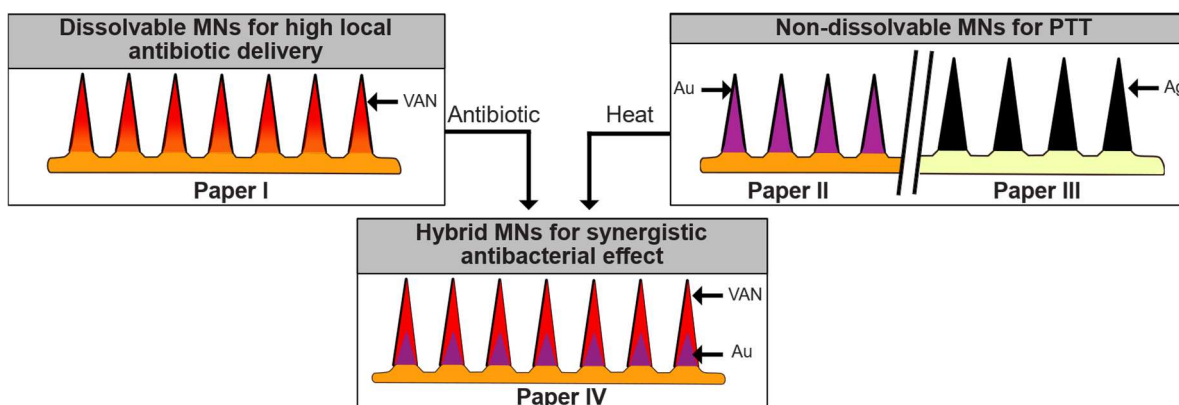 Dissolvable MNs for high local
antibiotic delivery
VAN
Paper I
Antibiotic
Heat
Non-dissolvable MNs for PTT
Au
Ag
Paper II
Paper III
Hybrid MNs for synergistic
antibacterial effect
VAN
Au
Paper IV